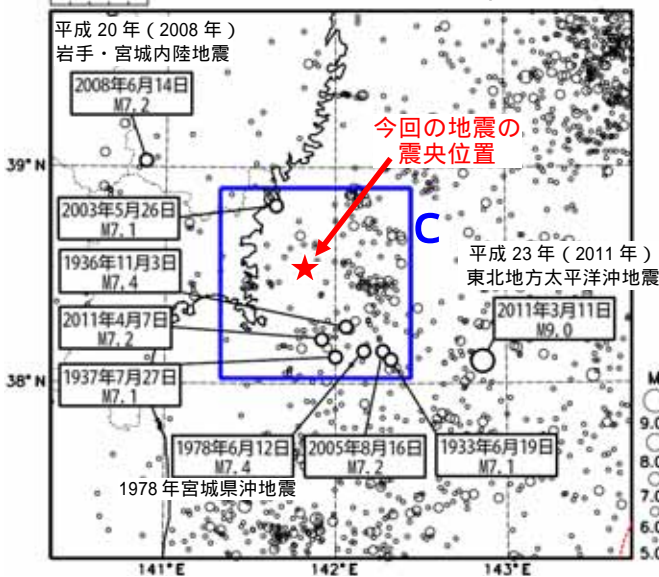 平成 20 年（2008 年）
岩手・宮城内陸地震
2008年6月14日
M7.2
今回の地震の
震央位置
39°N
2003年5月26日
M7.1
C
1936年11月3日
M7.4
平成 23 年（2011 年）
東北地方太平洋沖地震
2011年4月7日
M7.2
2011年3月11日
M9.0
1937年7月27日
M7.1
38°N
M
9.0
8.0
7.0
6.0
5.0
1978年6月12日
M7.4
2005年8月16日
M7.2
1933年6月19日
M7.1
1978 年宮城県沖地震
141°E
142°E
143°E